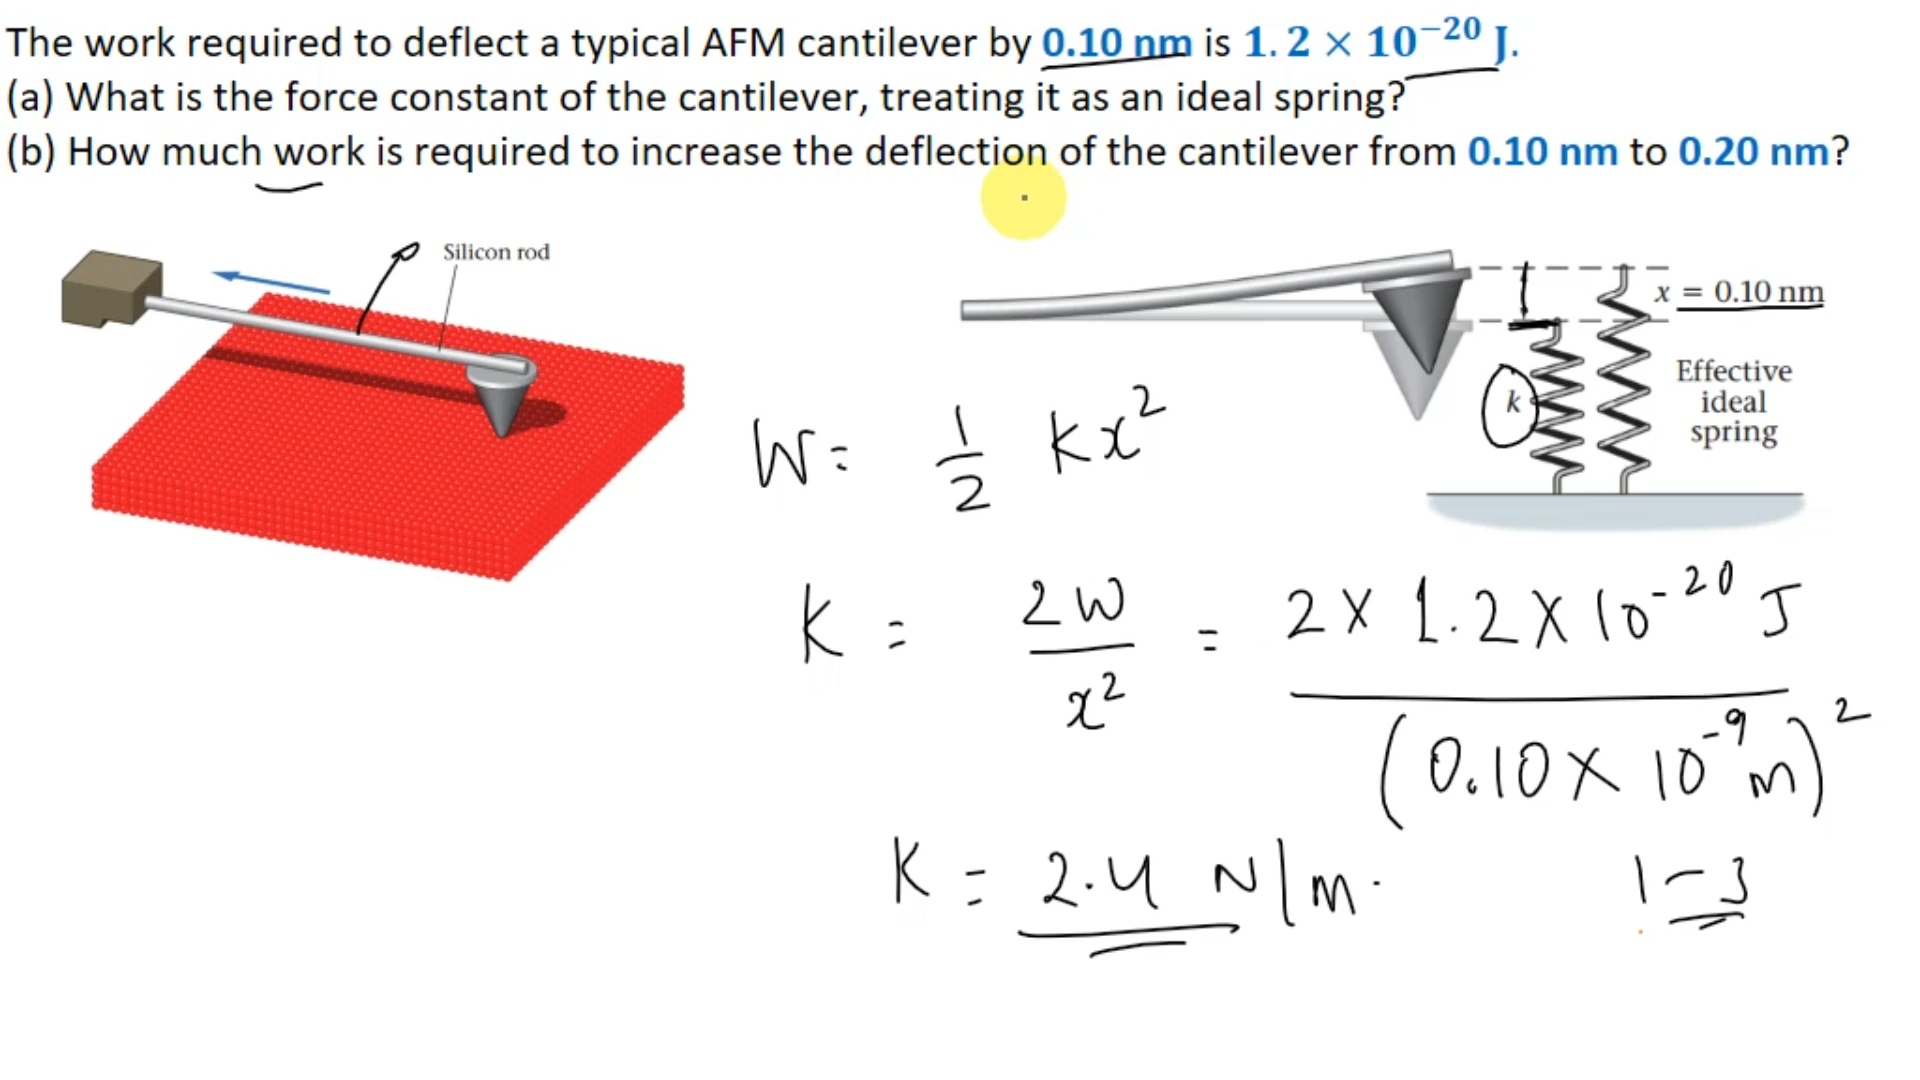 The work required to deflect a typical AFM cantilever by 0.10 nm is 1.2 × 10⁻²⁰ J.
(a) What is the force constant of the cantilever, treating it as an ideal spring?
(b) How much work is required to increase the deflection of the cantilever from 0.10 nm to 0.20 nm?
Silicon rod
x = 0.10 nm
k
Effective
ideal
spring
W = 1/2 Kx²
K = 2W/x² = 2 × 1.2 × 10⁻²⁰ J / (0.10 × 10⁻⁹ m)²
K = 2.4 N/m.
1-3